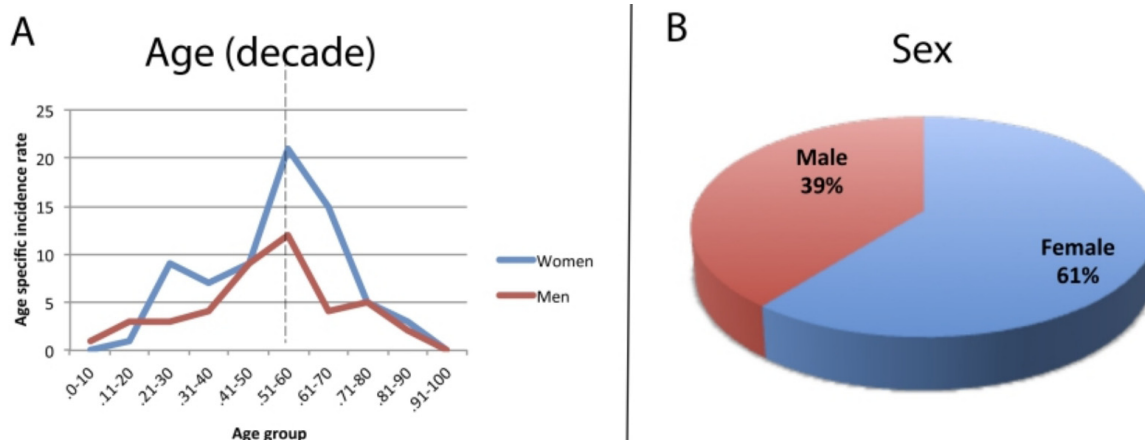 A
Age (decade)
Age specific incidence rate
25
20
15
10
5
0
.0-10
.11-20
.21-30
.31-40
.41-50
.51-60
.61-70
.71-80
.81-90
.91-100
Age group
Women
Men
B
Sex
Male
39%
Female
61%